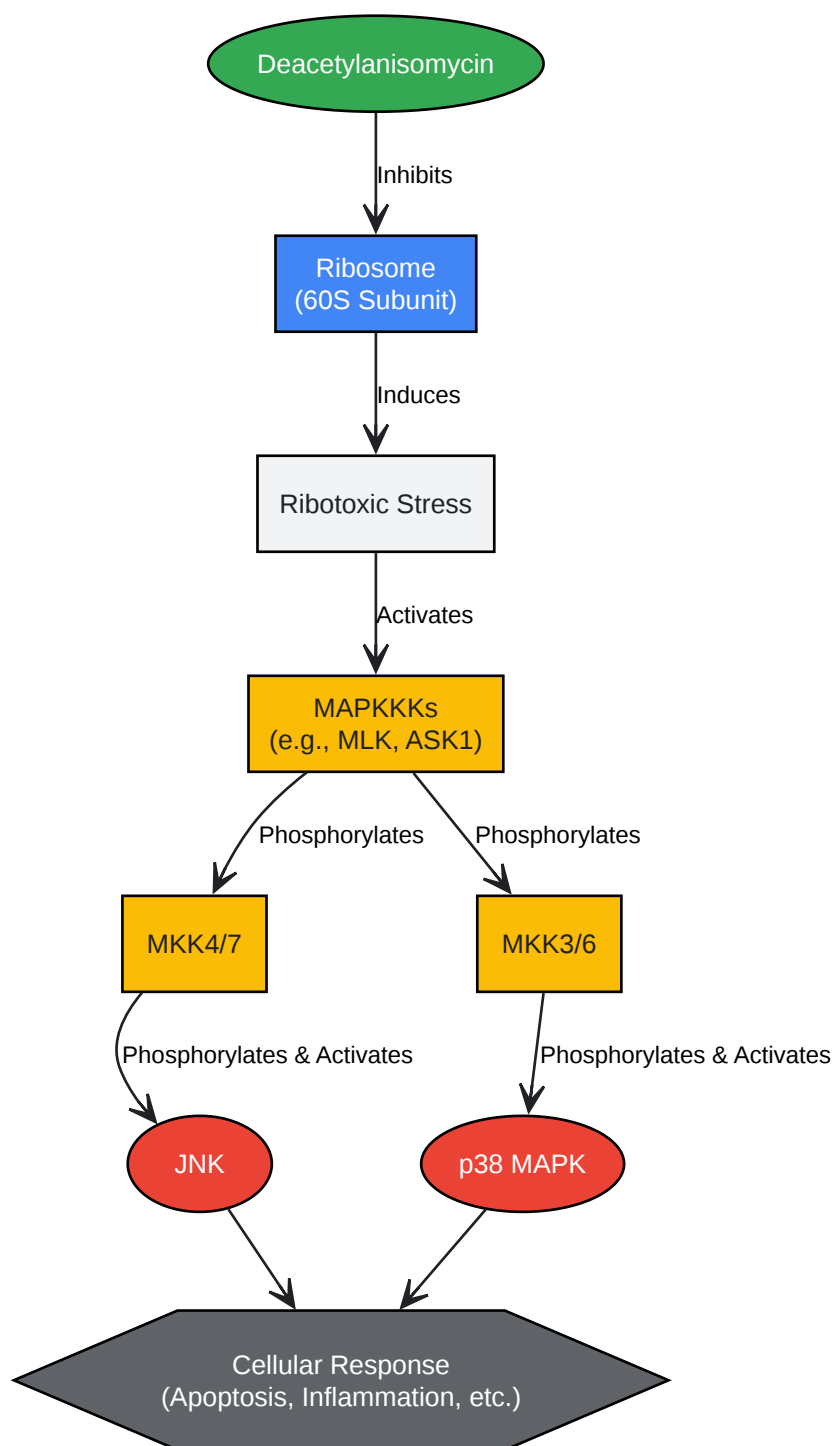 Deacetylanisomycin
Inhibits
Ribosome
(60S Subunit)
Induces
Ribotoxic Stress
Activates
MAPKKKs
(e.g., MLK, ASK1)
Phosphorylates
Phosphorylates
MKK4/7
MKK3/6
Phosphorylates & Activates
Phosphorylates & Activates
JNK
p38 MAPK
Cellular Response
(Apoptosis, Inflammation, etc.)